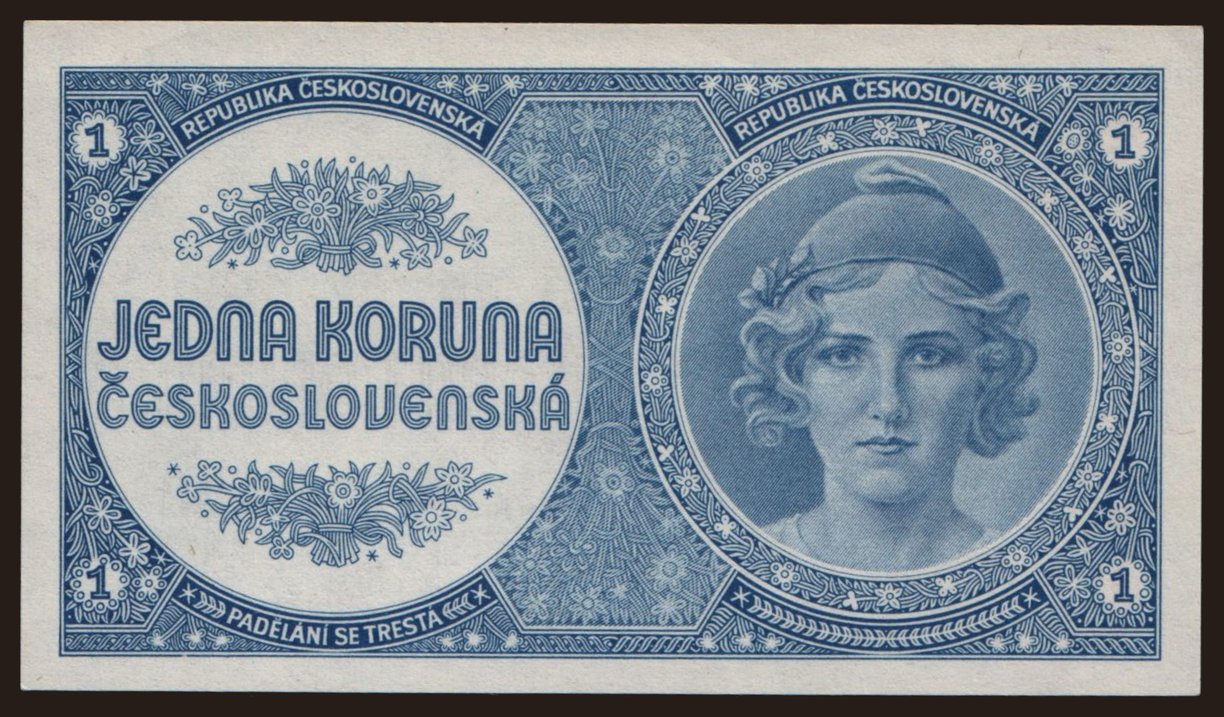 REPUBLIKA ČESKOSLOVENSKÁ
REPUBLIKA ČESKOSLOVENSKÁ
1
1
JEDNA KORUNA
ČESKOSLOVENSKÁ
1
1
PADĚLÁNÍ SE TRESTÁ